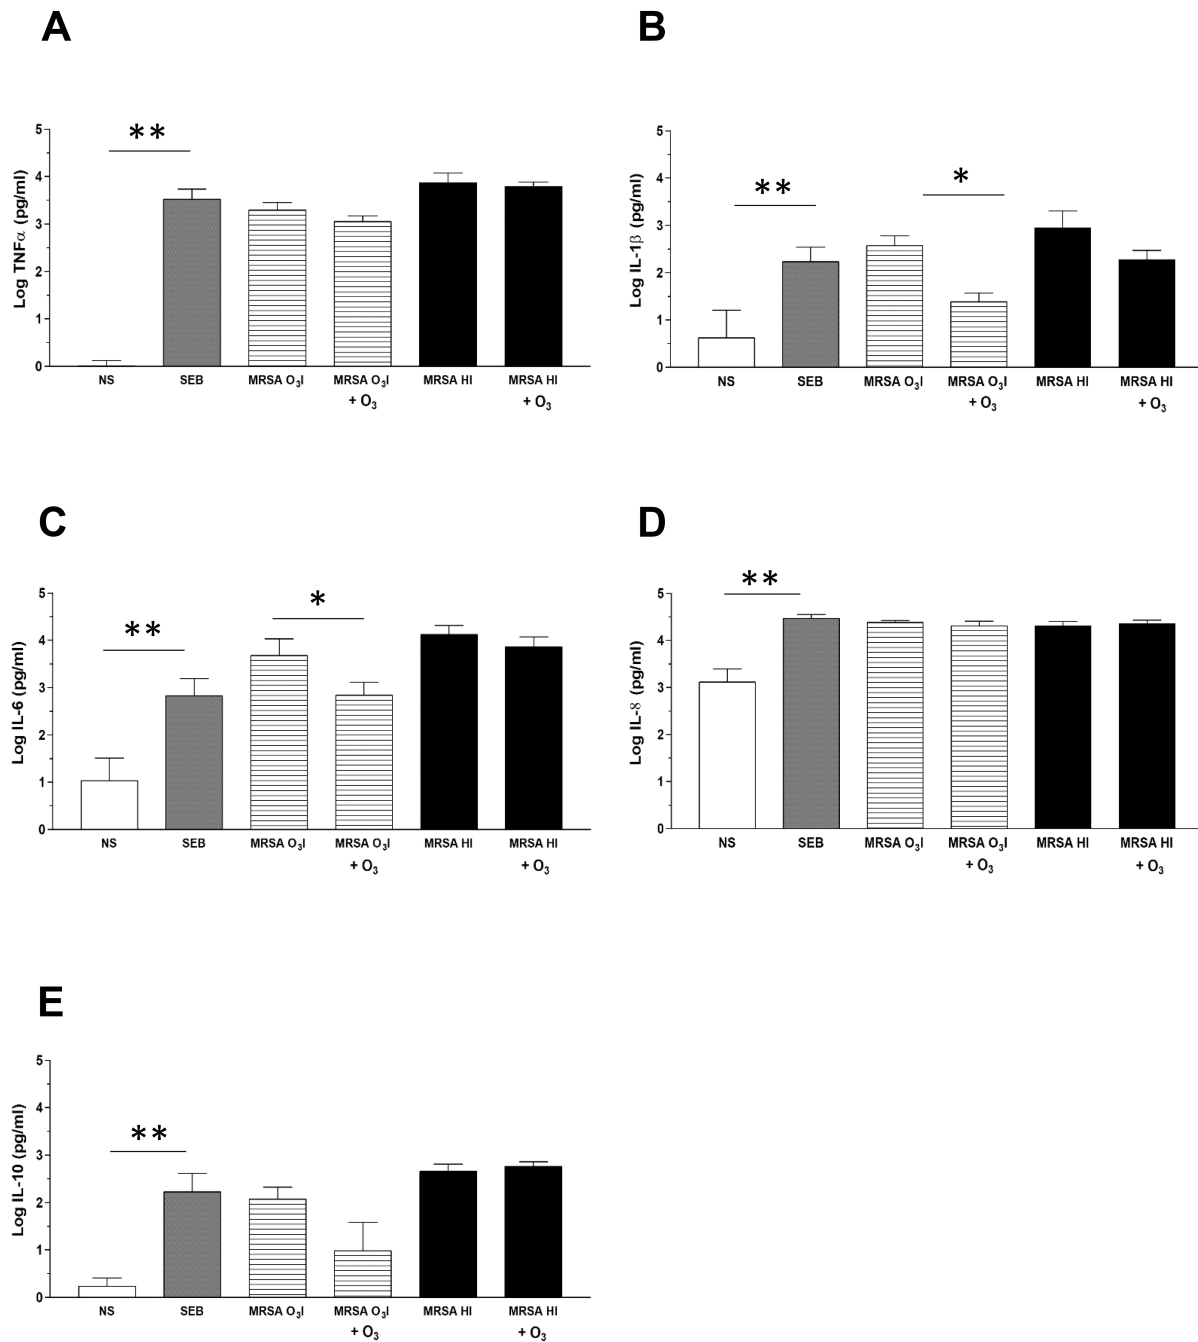 A
Log TNFα (pg/ml)
5
4
3
2
1
0
**
NS SEB MRSA O₃I MRSA O₃I MRSA HI MRSA HI
+ O₃ + O₃
B
Log IL-1β (pg/ml)
5
4
3
2
1
0
** *
NS SEB MRSA O₃I MRSA O₃I MRSA HI MRSA HI
+ O₃ + O₃
C
Log IL-6 (pg/ml)
5
4
3
2
1
0
** *
NS SEB MRSA O₃I MRSA O₃I MRSA HI MRSA HI
+ O₃ + O₃
D
Log IL-8 (pg/ml)
5
4
3
2
1
0
**
NS SEB MRSA O₃I MRSA O₃I MRSA HI MRSA HI
+ O₃ + O₃
E
Log IL-10 (pg/ml)
5
4
3
2
1
0
**
NS SEB MRSA O₃I MRSA O₃I MRSA HI MRSA HI
+ O₃ + O₃